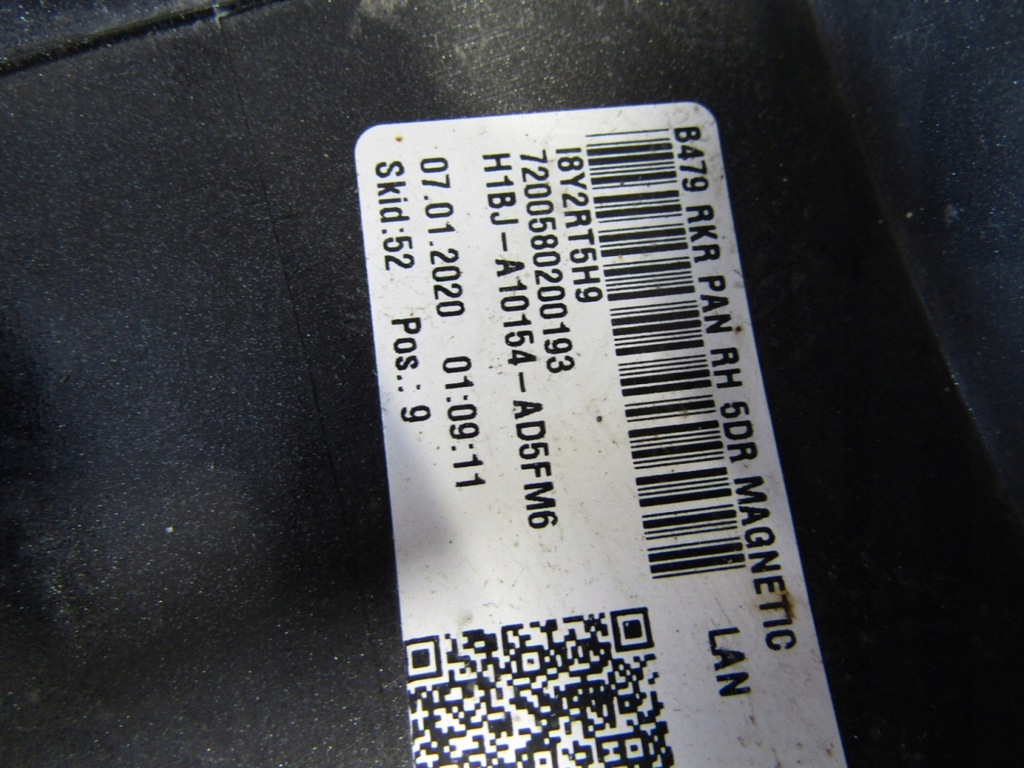 B479 RKR PAN RH 5DR MAGNETIC
LAN
I8Y2RT5H9
7200580200193
H1BJ-A10154-AD5FM6
07.01.2020 01:09:11
Skid:52 Pos.: 9